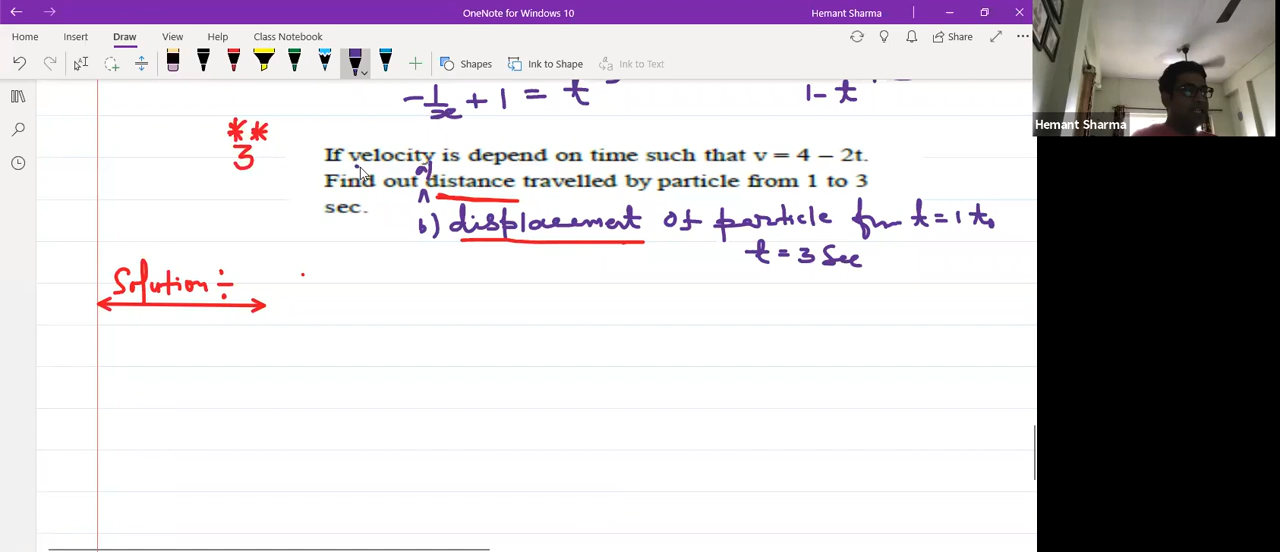 OneNote for Windows 10
Hemant Sharma
Home Insert Draw View Help Class Notebook
Share
Shapes Ink to Shape Ink to Text
-1/x + 1 = t
1 - t
Hemant Sharma
**
3
If velocity is depend on time such that v = 4 – 2t.
a)
Find out distance travelled by particle from 1 to 3
sec.
b) displacement of particle from t = 1 to
t = 3 Sec
Solution ÷